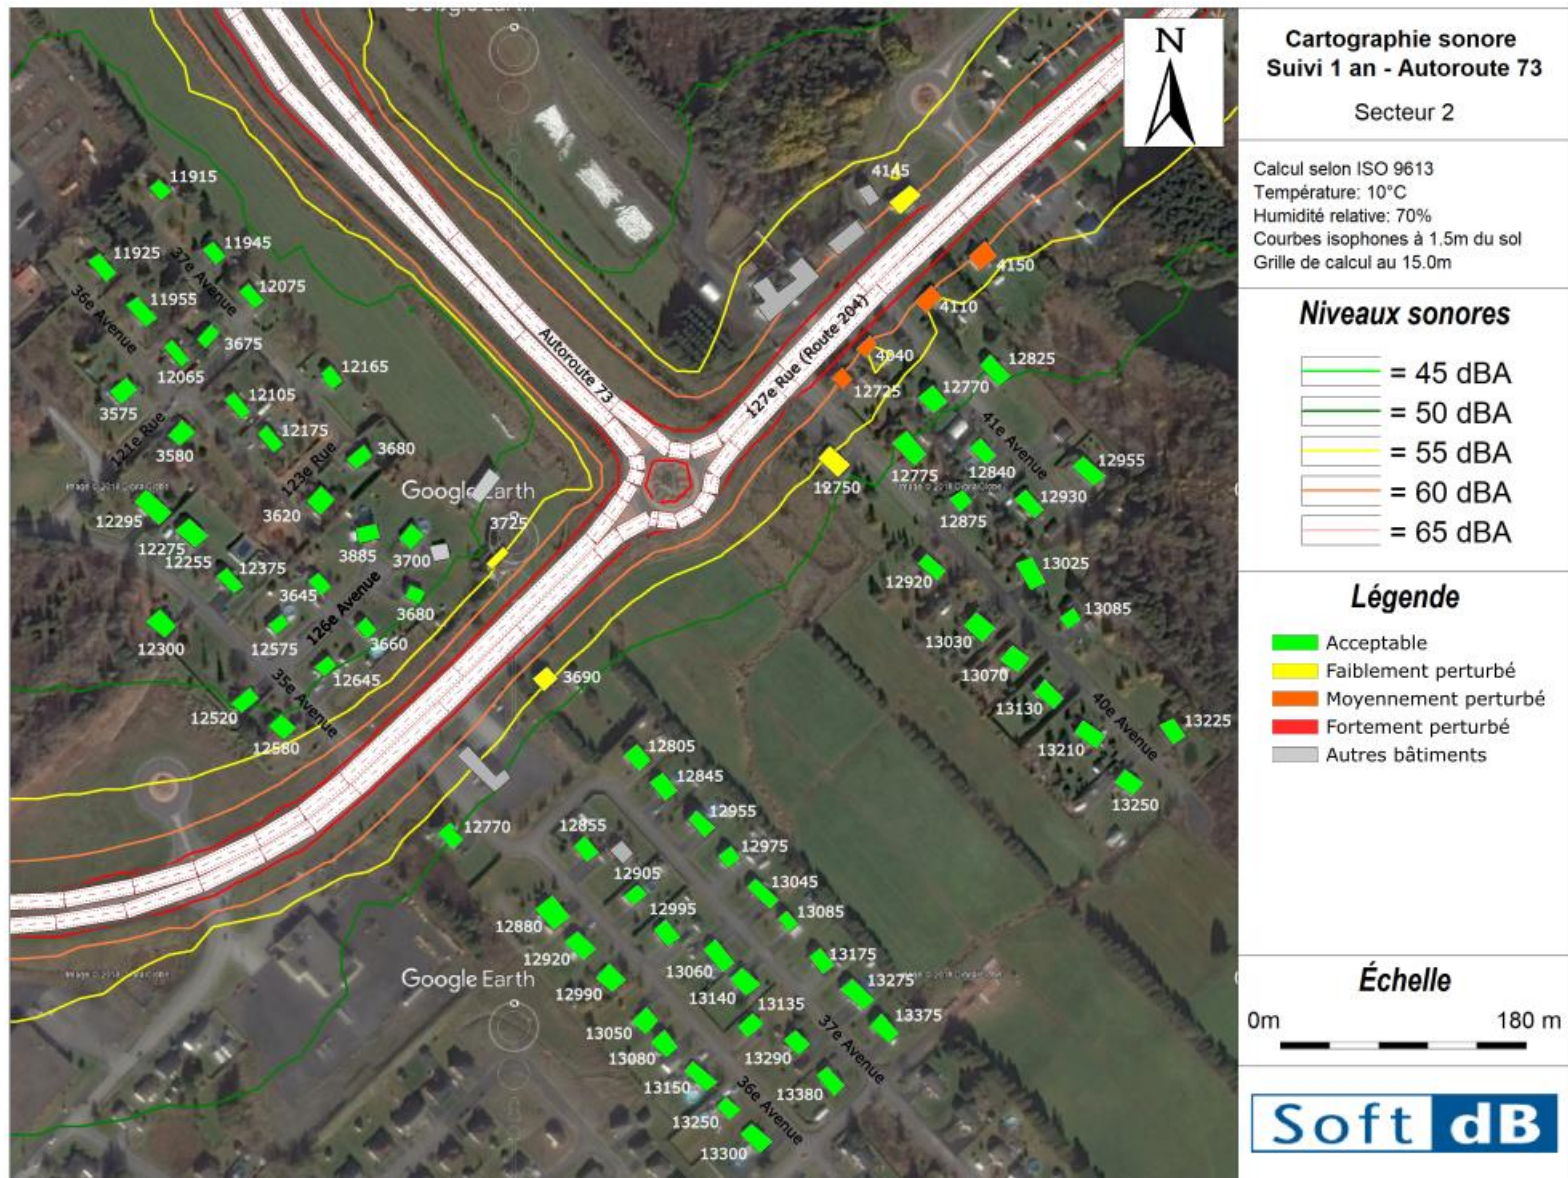 Google Earth
N
4145
11915
11925
11945
37e Avenue
4150
12075
36e Avenue
11955
4110
3675
Autoroute 73
127e Rue (Route 204)
12065
12165
4040
12825
12725
12770
3575
12105
121e Rue
12175
3680
41e Avenue
3580
123e Rue
12775
12840
12955
Google Earth
12750
12930
12295
3620
3725
12875
12275
12255
3885
3700
12375
12920
13025
3645
126e Avenue
3680
13085
12300
12575
3660
13030
12645
13070
3690
35e Avenue
13130
40e Avenue
12520
13225
12580
13210
12805
12845
13250
12770
12855
12955
12975
12905
13045
12880
12995
13085
12920
13175
Google Earth
12990
13060
13275
13140
13135
13375
13050
37e Avenue
13080
13290
13150
36e Avenue
13380
13250
13300
Cartographie sonore
Suivi 1 an - Autoroute 73
Secteur 2
Calcul selon ISO 9613
Température: 10°C
Humidité relative: 70%
Courbes isophones à 1.5m du sol
Grille de calcul au 15.0m
Niveaux sonores
= 45 dBA
= 50 dBA
= 55 dBA
= 60 dBA
= 65 dBA
Légende
Acceptable
Faiblement perturbé
Moyennement perturbé
Fortement perturbé
Autres bâtiments
Échelle
0m 180 m
Soft dB